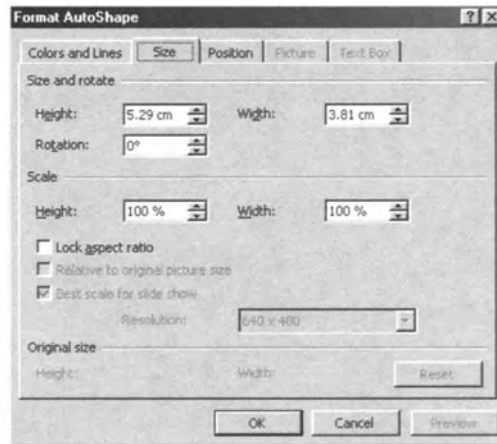 Format AutoShape
Colors and Lines Size Position Picture Text Box
Size and rotate
Height: 5.29 cm Width: 3.81 cm
Rotation: 0°
Scale
Height: 100 % Width: 100 %
Lock aspect ratio
Relative to original picture size
Best scale for slide show
Resolution: 640 x 480
Original size
Height: Width: Reset
OK Cancel Preview